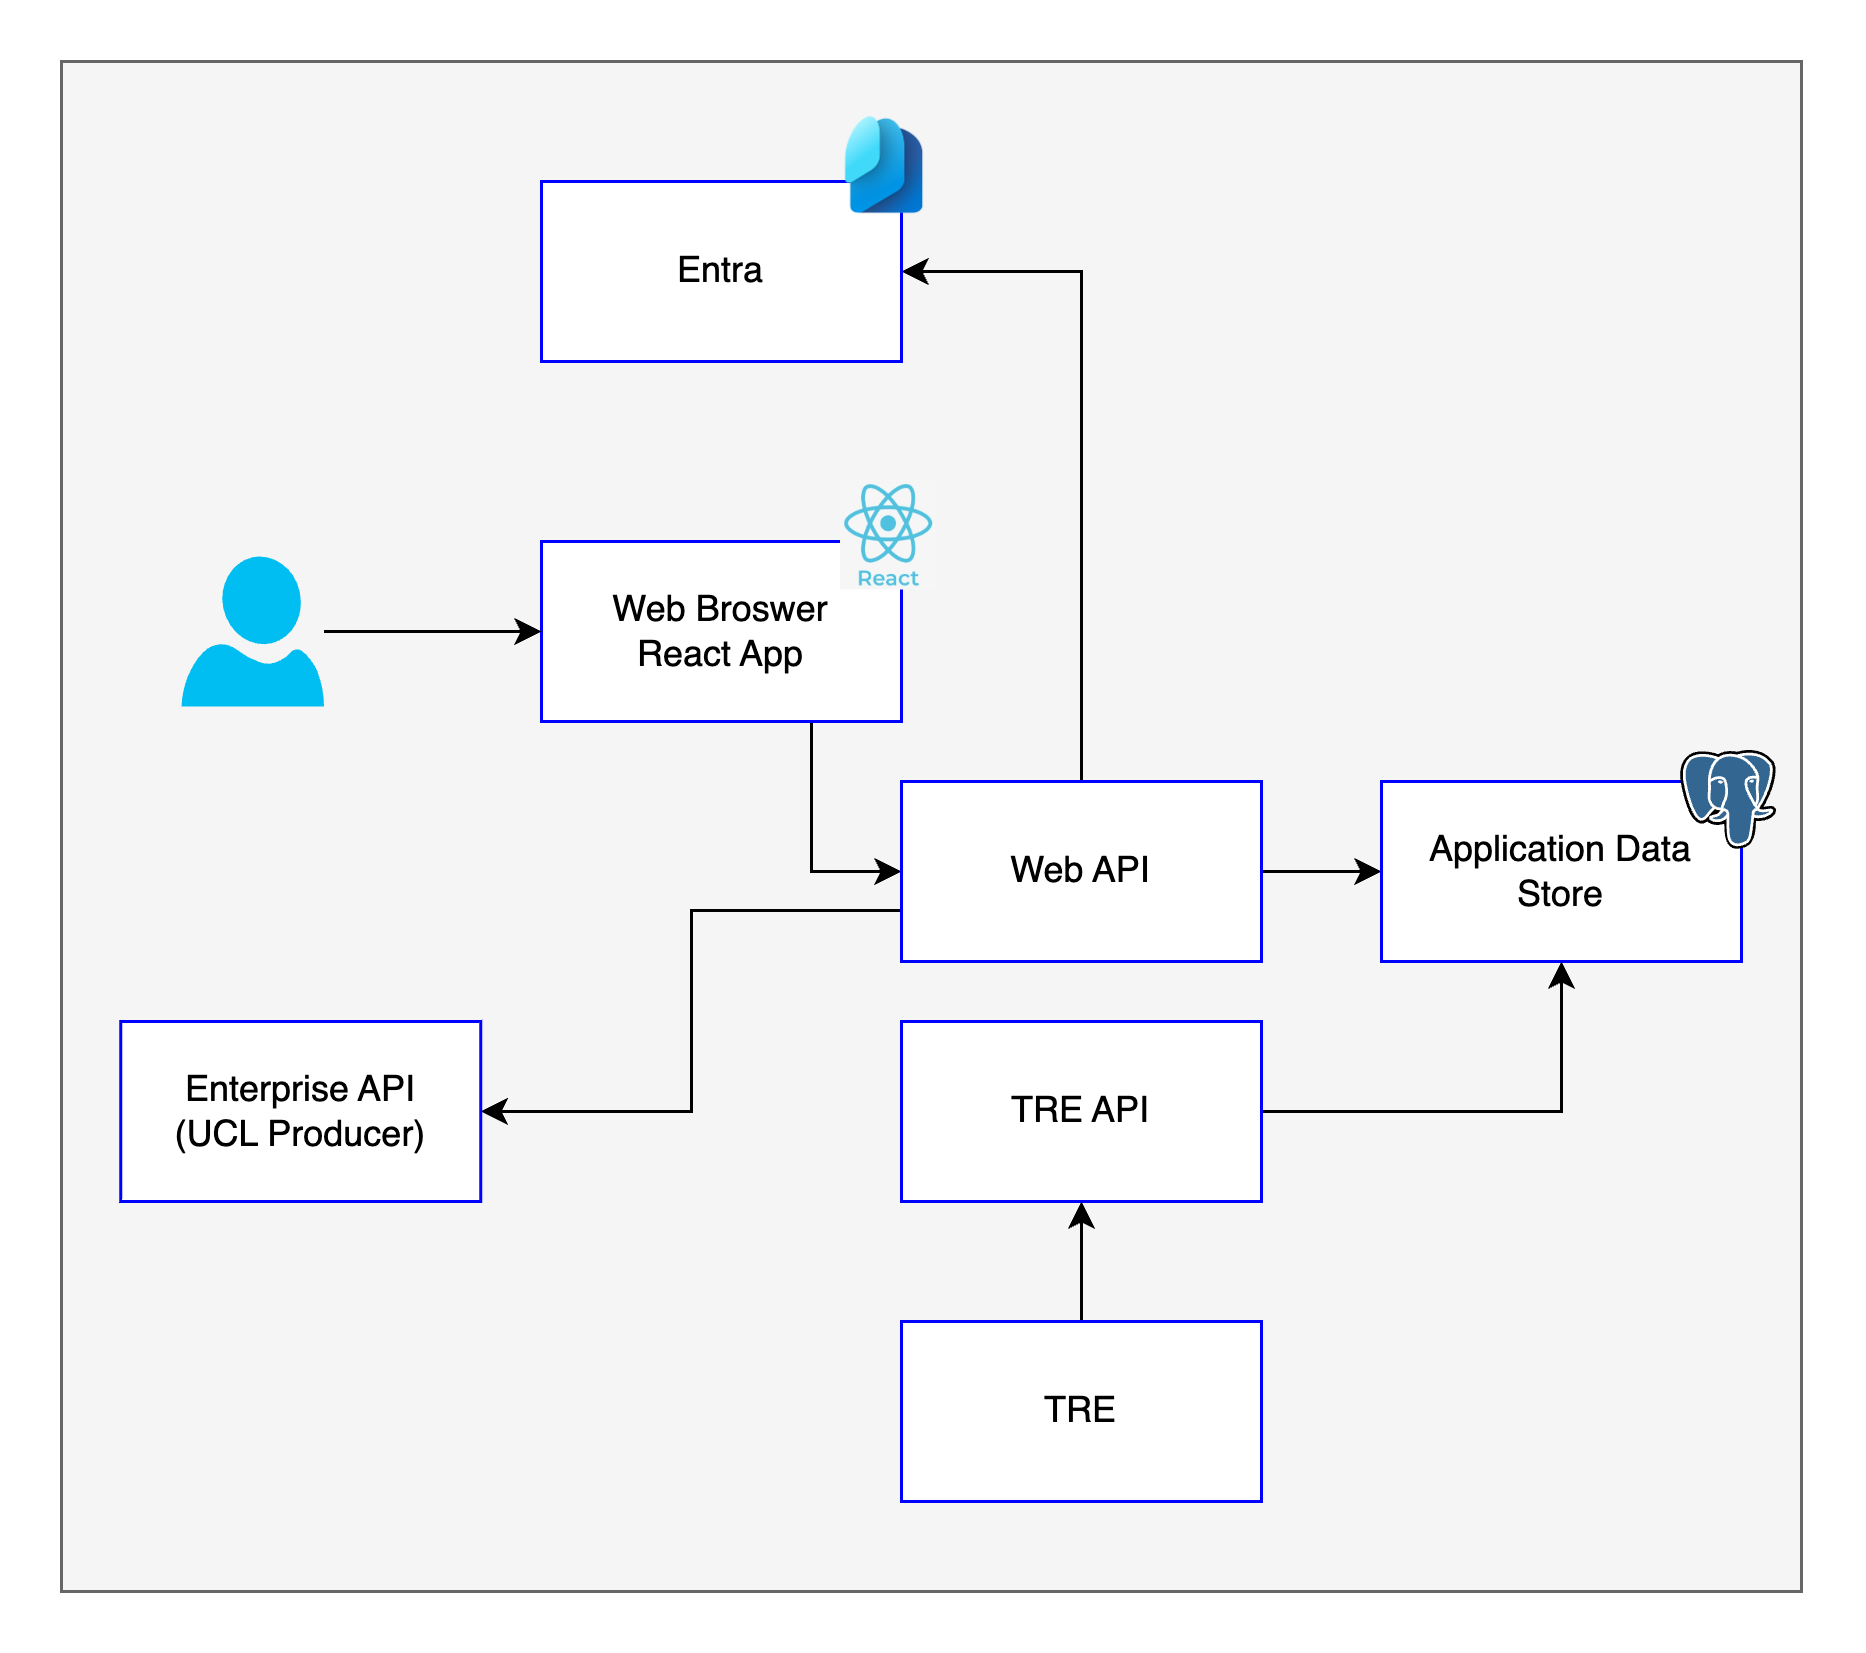 Entra
React
Web Broswer
React App
Web API
Application Data
Store
Enterprise API
(UCL Producer)
TRE API
TRE